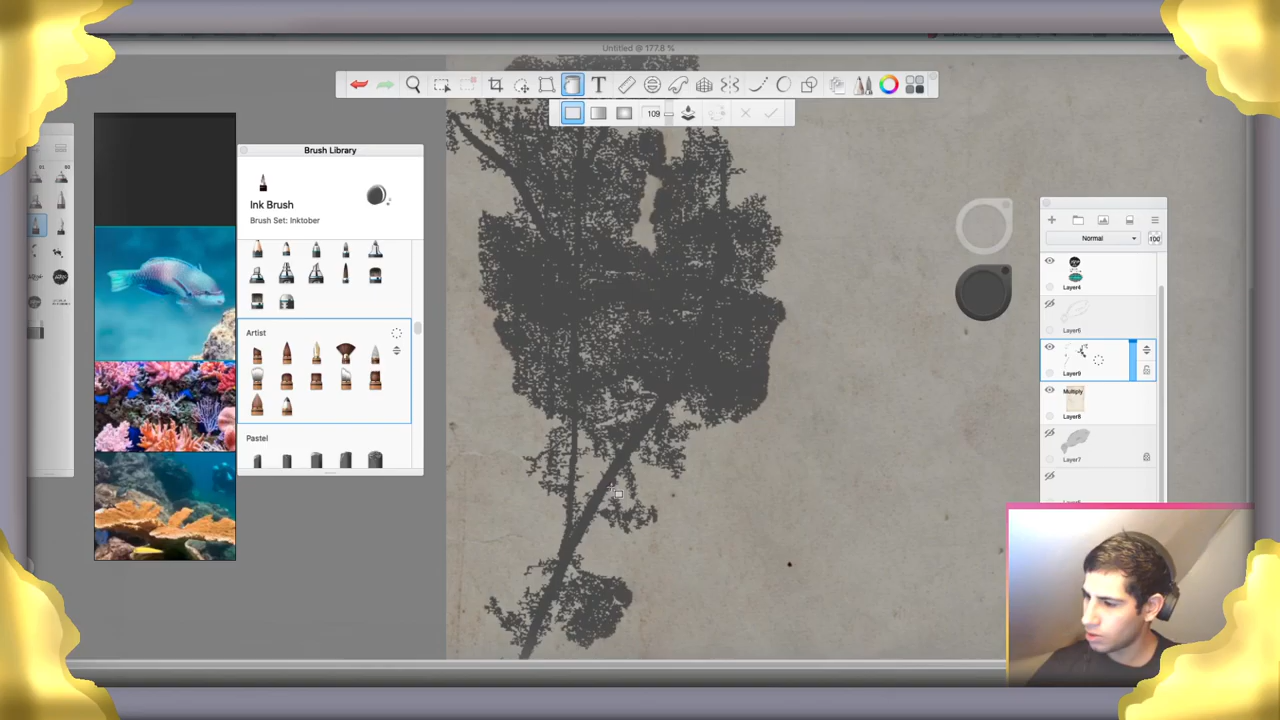 Untitled @ 177.8 %
T
109
Brush Library
Ink Brush
Brush Set: Inktober
Artist
Pastel
Normal
100
Layer4
Layer5
Layer9
Multiply
Layer8
Layer7